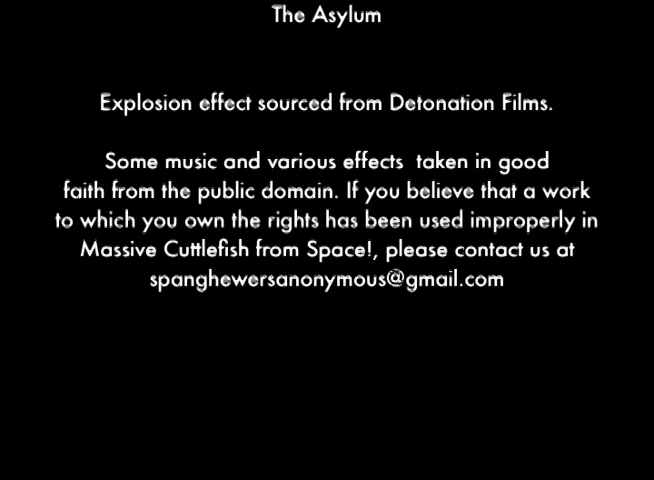 The Asylum
Explosion effect sourced from Detonation Films.
Some music and various effects  taken in good
faith from the public domain. If you believe that a work
to which you own the rights has been used improperly in
Massive Cuttlefish from Space!, please contact us at
spanghewersanonymous@gmail.com